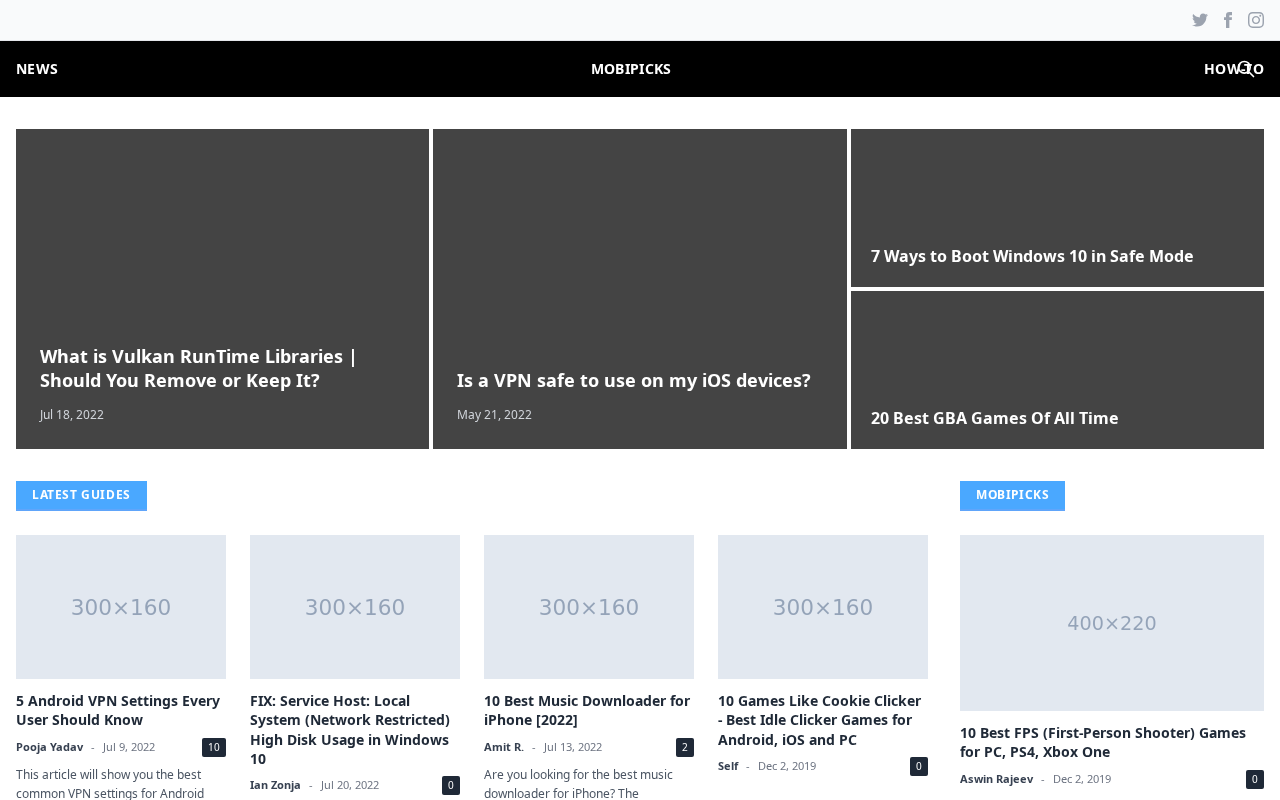 NEWS
MOBIPICKS
HOW-TO
What is Vulkan RunTime Libraries |
Should You Remove or Keep It?
Jul 18, 2022
Is a VPN safe to use on my iOS devices?
May 21, 2022
7 Ways to Boot Windows 10 in Safe Mode
20 Best GBA Games Of All Time
LATEST GUIDES
MOBIPICKS
300×160
5 Android VPN Settings Every
User Should Know
Pooja Yadav - Jul 9, 2022 10
This article will show you the best
common VPN settings for Android
300×160
FIX: Service Host: Local
System (Network Restricted)
High Disk Usage in Windows
10
Ian Zonja - Jul 20, 2022 0
300×160
10 Best Music Downloader for
iPhone [2022]
Amit R. - Jul 13, 2022 2
Are you looking for the best music
downloader for iPhone? The
300×160
10 Games Like Cookie Clicker
- Best Idle Clicker Games for
Android, iOS and PC
Self - Dec 2, 2019 0
400×220
10 Best FPS (First-Person Shooter) Games
for PC, PS4, Xbox One
Aswin Rajeev - Dec 2, 2019 0